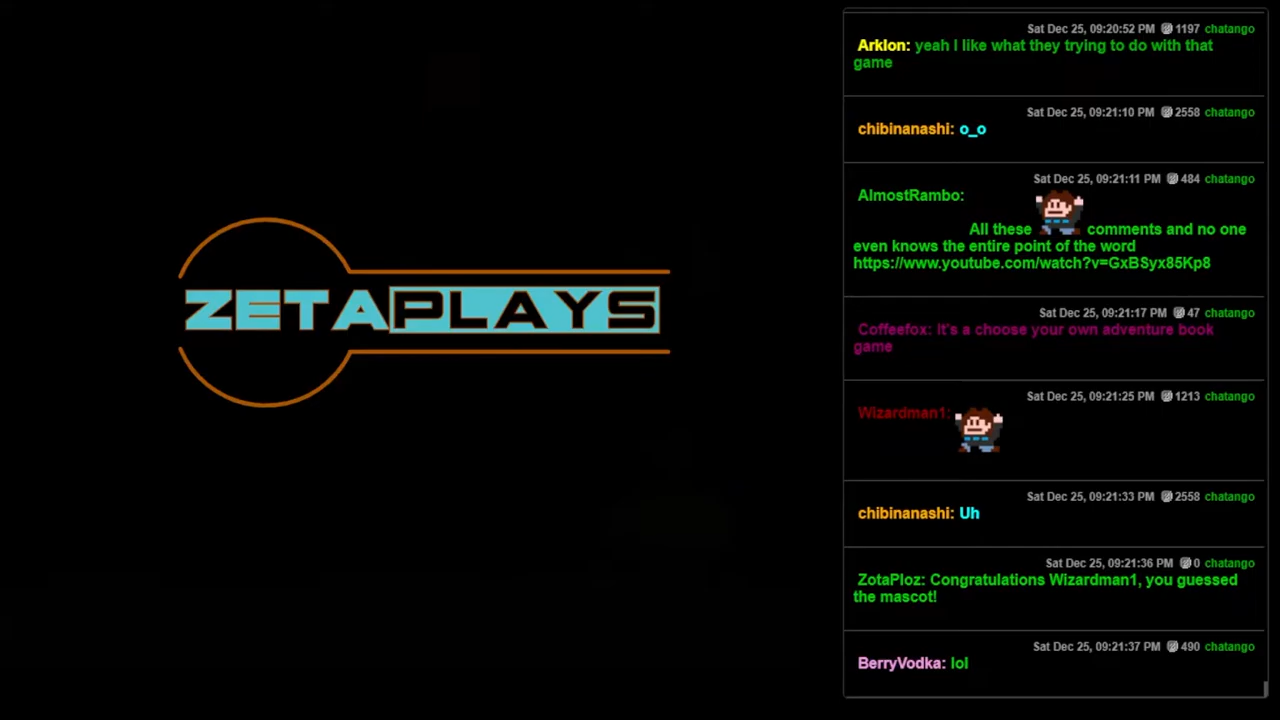 ZETAPLAYS
Sat Dec 25, 09:20:52 PM 1197 chatango
Arklon: yeah I like what they trying to do with that
game
Sat Dec 25, 09:21:10 PM 2558 chatango
chibinanashi: o_o
Sat Dec 25, 09:21:11 PM 484 chatango
AlmostRambo:
All these comments and no one
even knows the entire point of the word
https://www.youtube.com/watch?v=GxBSyx85Kp8
Sat Dec 25, 09:21:17 PM 47 chatango
Coffeefox: It's a choose your own adventure book
game
Sat Dec 25, 09:21:25 PM 1213 chatango
Wizardman1:
Sat Dec 25, 09:21:33 PM 2558 chatango
chibinanashi: Uh
Sat Dec 25, 09:21:36 PM 0 chatango
ZotaPloz: Congratulations Wizardman1, you guessed
the mascot!
Sat Dec 25, 09:21:37 PM 490 chatango
BerryVodka: lol